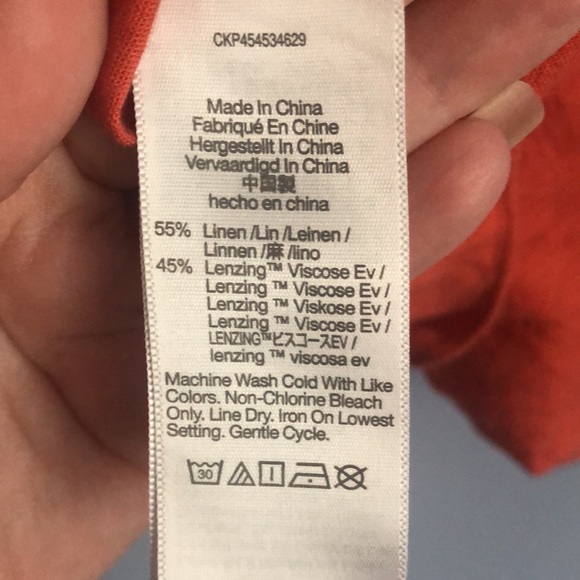 CKP454534629
Made In China
Fabriqué En Chine
Hergestellt In China
Vervaardigd In China
中国製
hecho en china
55% Linen /Lin /Leinen /
Linnen /麻 /lino
45% Lenzing™ Viscose Ev /
Lenzing ™ Viscose Ev /
Lenzing ™ Viskose Ev /
Lenzing ™ Viscose Ev /
LENZING™ビスコースEV /
lenzing ™ viscosa ev
Machine Wash Cold With Like
Colors. Non-Chlorine Bleach
Only. Line Dry. Iron On Lowest
Setting. Gentle Cycle.
30